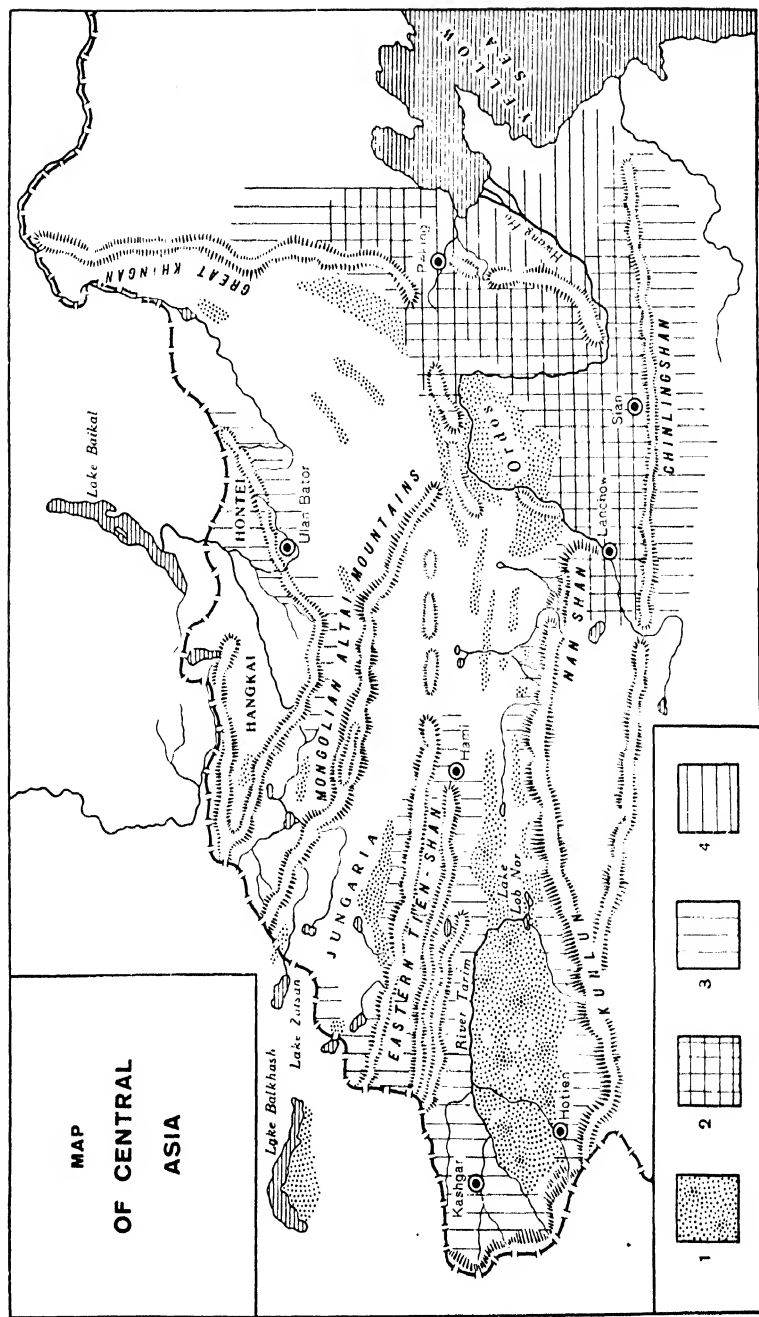 MAP
OF CENTRAL
ASIA
Lake Balkhash
Lake Zaisan
Lake Baikal
HANGKAI
HONTEI
Ulan Bator
GREAT KHINGAN
MONGOLIAN ALTAI MOUNTAINS
JUNGARIA
EASTERN TIEN-SHAN
Hami
Kashgar
River Tarim
Lake
Lob Nor
Hotien
KUNLUN
NAN SHAN
Lanchow
Ordos
Sian
CHINLINGSHAN
Hwang Ho
YELLOW
SEA
1
2
3
4